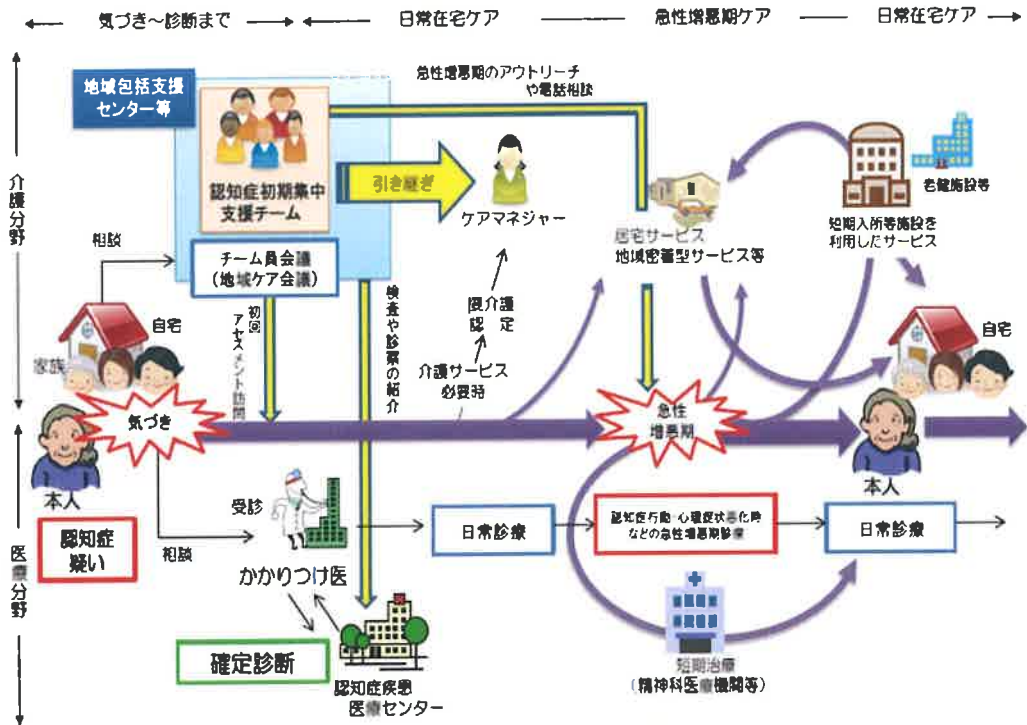 気づき～診断まで
日常在宅ケア
急性増悪期ケア
日常在宅ケア
介護分野
医療分野
地域包括支援
センター等
認知症初期集中
支援チーム
チーム員会議
（地域ケア会議）
急性増悪期のアウトリーチ
や電話相談
引き継ぎ
ケアマネジャー
居宅サービス
地域密着型サービス等
老健施設等
短期入所等施設を
利用したサービス
相談
自宅
家族
気づき
本人
認知症
疑い
初回
アセスメント訪問
検査や診察の紹介
要介護
認定
介護サービス
必要時
急性
増悪期
自宅
本人
相談
受診
かかりつけ医
確定診断
認知症疾患
医療センター
日常診療
認知症行動・心理症状悪化時
などの急性増悪期診療
日常診療
短期治療
（精神科医療機関等）